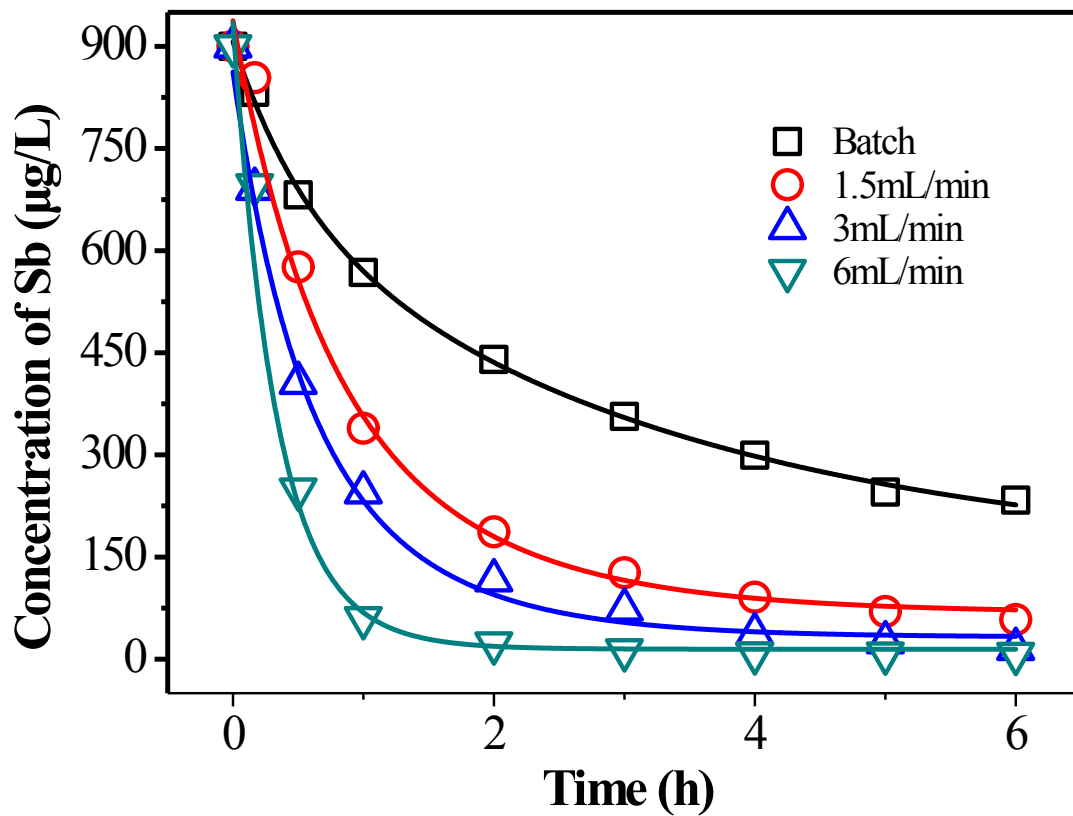 Concentration of Sb (μg/L)
900
750
600
450
300
150
0
Batch
1.5mL/min
3mL/min
6mL/min
0 2 4 6
Time (h)